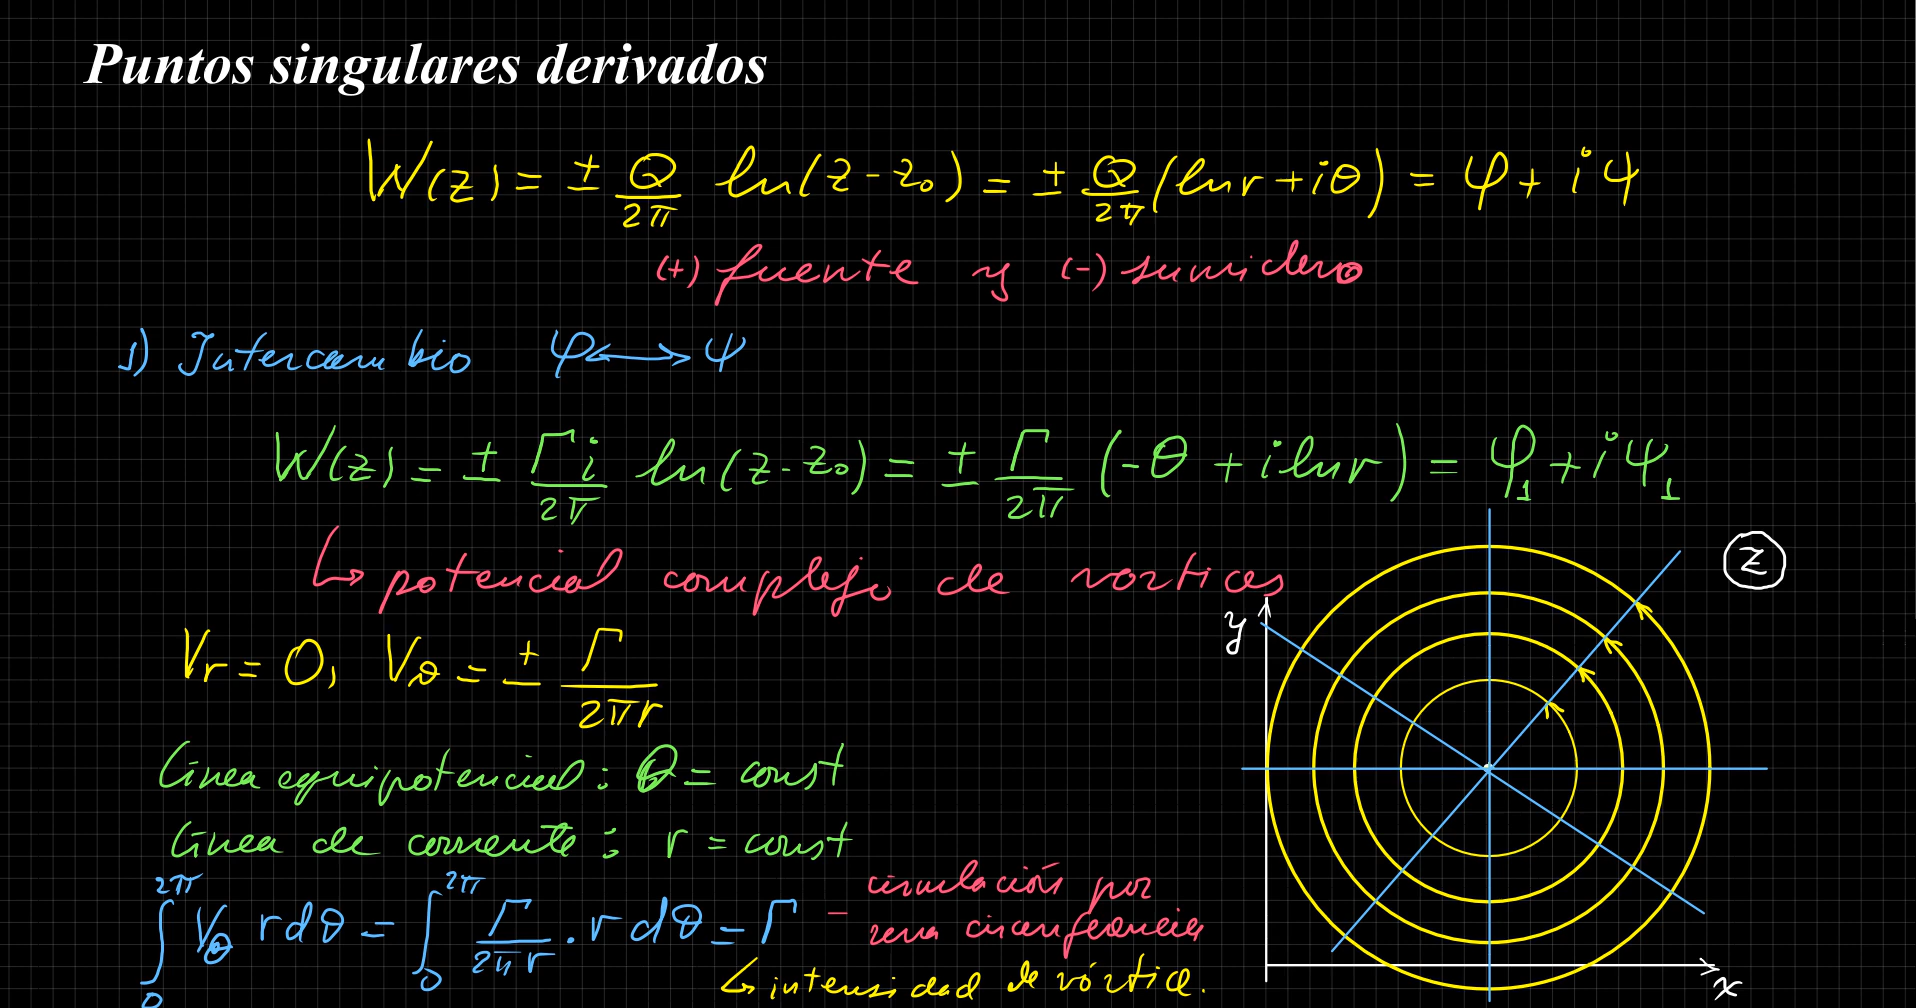 Puntos singulares derivados
W(z) = ± Q/2π ln(z-z₀) = ± Q/2π (ln r + iθ) = φ + iψ
(+) fuente y (-) sumidero
1) Intercambio φ ⟷ ψ
W(z) = ± Γi/2π ln(z-z₀) = ± Γ/2π (-θ + i ln r) = φ₁ + iψ₁
↳ potencial complejo de vórtices
Vr = 0, Vθ = ± Γ/2πr
Línea equipotencial: θ = const
Línea de corriente: r = const
∫₀^2π Vθ r dθ = ∫₀^2π Γ/2πr · r dθ = Γ – circulación por
una circunferencia
↳ intensidad de vórtice.
z
y
x